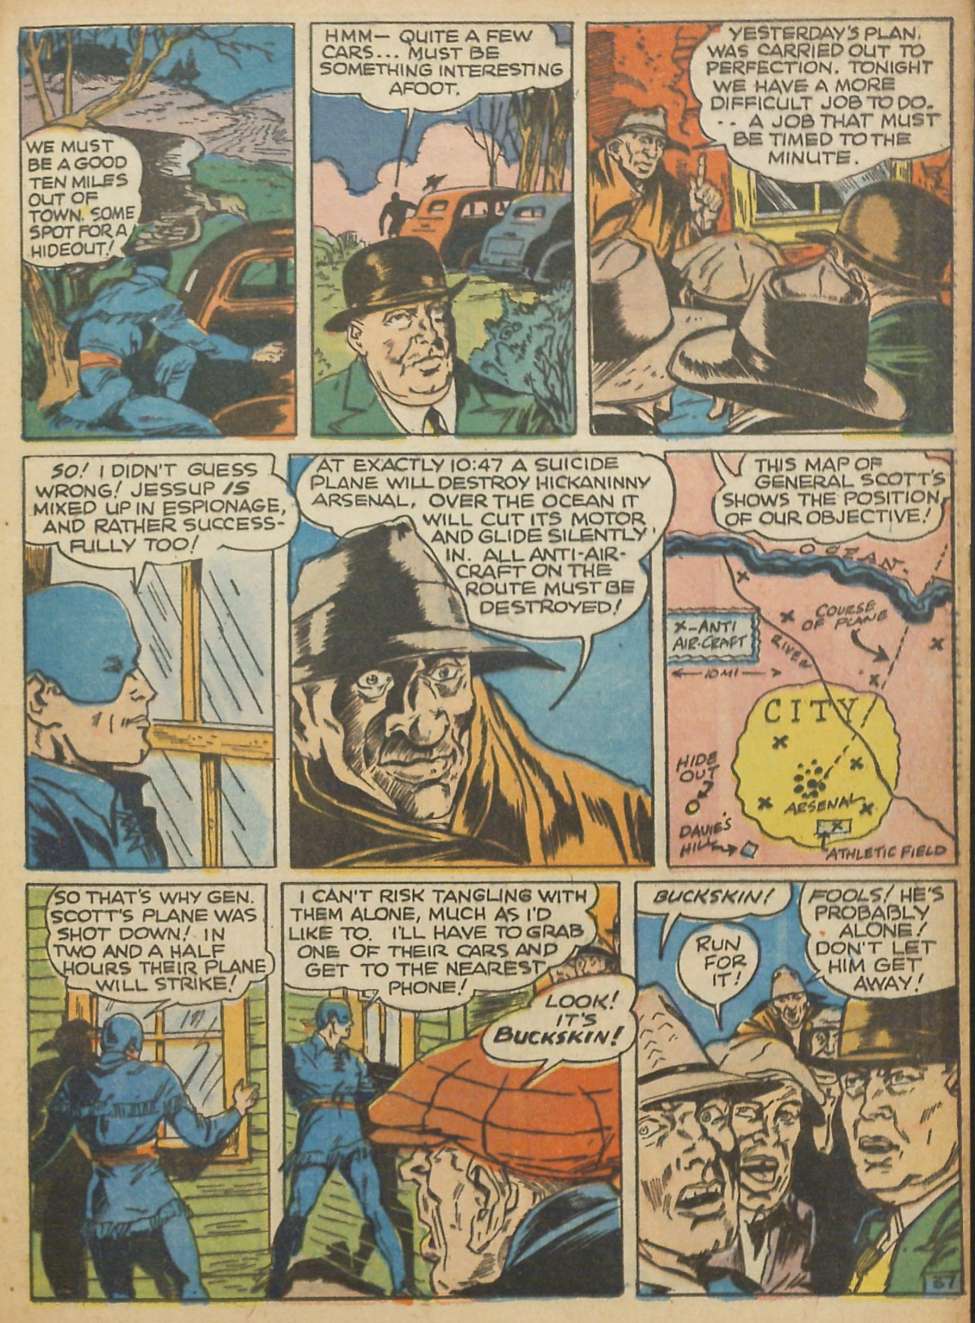 WE MUST
BE A GOOD
TEN MILES
OUT OF
TOWN. SOME
SPOT FOR A
HIDEOUT!
HMM— QUITE A FEW
CARS... MUST BE
SOMETHING INTERESTING
AFOOT.
YESTERDAY'S PLAN.
WAS CARRIED OUT TO
PERFECTION. TONIGHT
WE HAVE A MORE
DIFFICULT JOB TO DO..
.. A JOB THAT MUST
BE TIMED TO THE
MINUTE.
SO! I DIDN'T GUESS
WRONG! JESSUP IS
MIXED UP IN ESPIONAGE,
AND RATHER SUCCESS-
FULLY TOO!
AT EXACTLY 10:47 A SUICIDE
PLANE WILL DESTROY HICKANINNY
ARSENAL, OVER THE OCEAN IT
WILL CUT ITS MOTOR
AND GLIDE SILENTLY
IN. ALL ANTI-AIR-
CRAFT ON THE
ROUTE MUST BE
DESTROYED!
THIS MAP OF
GENERAL SCOTT'S
SHOWS THE POSITION
OF OUR OBJECTIVE!
OCEAN.
COURSE
OF PLANE
X-ANTI
AIR-CRAFT
RIVER
10 MI
CITY
HIDE
OUT
ARSENAL
DAVIE'S
HILL
ATHLETIC FIELD
SO THAT'S WHY GEN.
SCOTT'S PLANE WAS
SHOT DOWN! IN
TWO AND A HALF
HOURS THEIR PLANE
WILL STRIKE!
I CAN'T RISK TANGLING WITH
THEM ALONE, MUCH AS I'D
LIKE TO. I'LL HAVE TO GRAB
ONE OF THEIR CARS AND
GET TO THE NEAREST
PHONE!
LOOK!
IT'S
BUCKSKIN!
BUCKSKIN!
RUN
FOR
IT!
FOOLS! HE'S
PROBABLY
ALONE!
DON'T LET
HIM GET
AWAY!
57